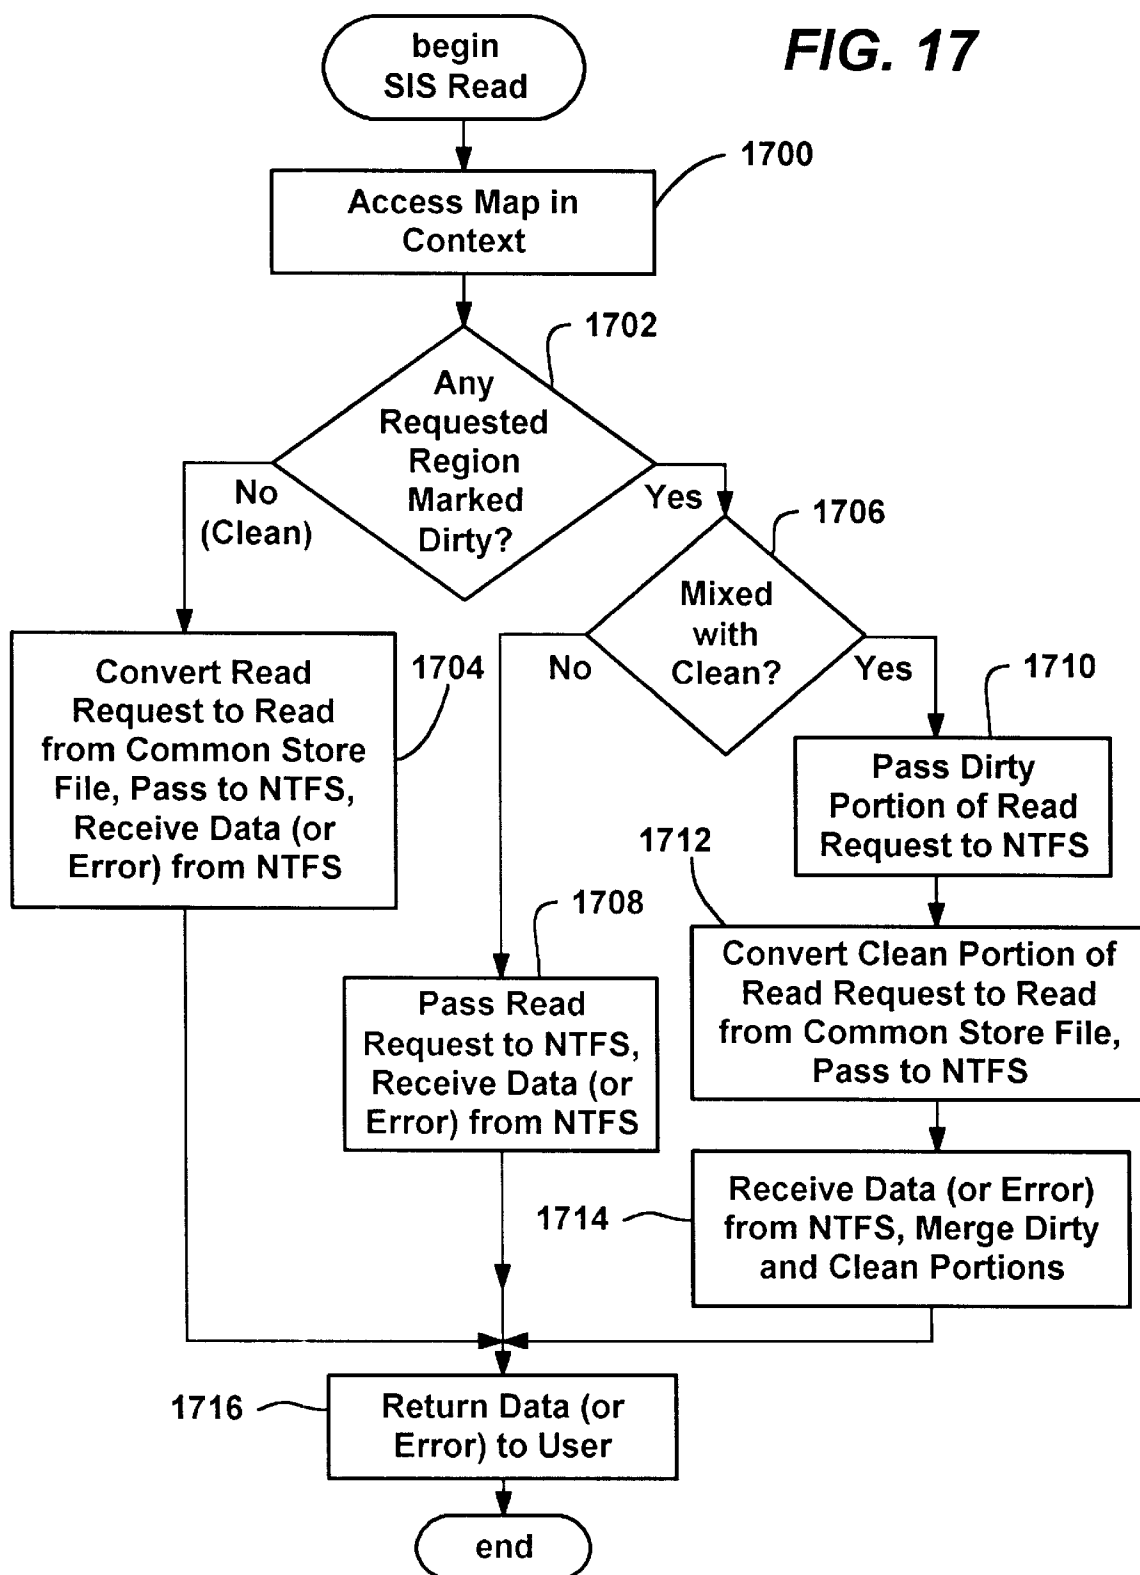 FIG. 17
begin
SIS Read
1700
Access Map in
Context
1702
Any
Requested
Region
Marked
Dirty?
No
(Clean)
Yes
1706
Mixed
with
Clean?
No
Yes
1704
Convert Read
Request to Read
from Common Store
File, Pass to NTFS,
Receive Data (or
Error) from NTFS
1710
Pass Dirty
Portion of Read
Request to NTFS
1712
Convert Clean Portion of
Read Request to Read
from Common Store File,
Pass to NTFS
1708
Pass Read
Request to NTFS,
Receive Data (or
Error) from NTFS
1714
Receive Data (or Error)
from NTFS, Merge Dirty
and Clean Portions
1716
Return Data (or
Error) to User
end